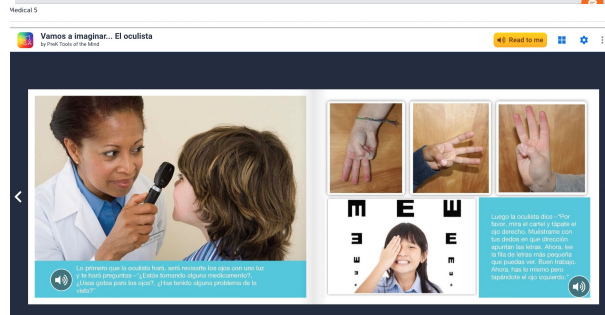 Medical 5
Vamos a imaginar... El oculista
by PreK Tools of the Mind
Read to me
Lo primero que la oculista hará, será revisarte los ojos con una luz
y te hará preguntas –"¿Estás tomando algún medicamento?,
¿Usas gotas para los ojos?, ¿Has tenido alguno problema de la
vista?"
Luego la oculista dice –"Por
favor, mira el cartel y tápate el
ojo derecho. Muéstrame con
tus dedos en que dirección
apuntan las letras. Ahora, lee
la fila de letras más pequeña
que puedas ver. Buen trabajo.
Ahora, haz lo mismo pero
tapándote el ojo izquierdo."